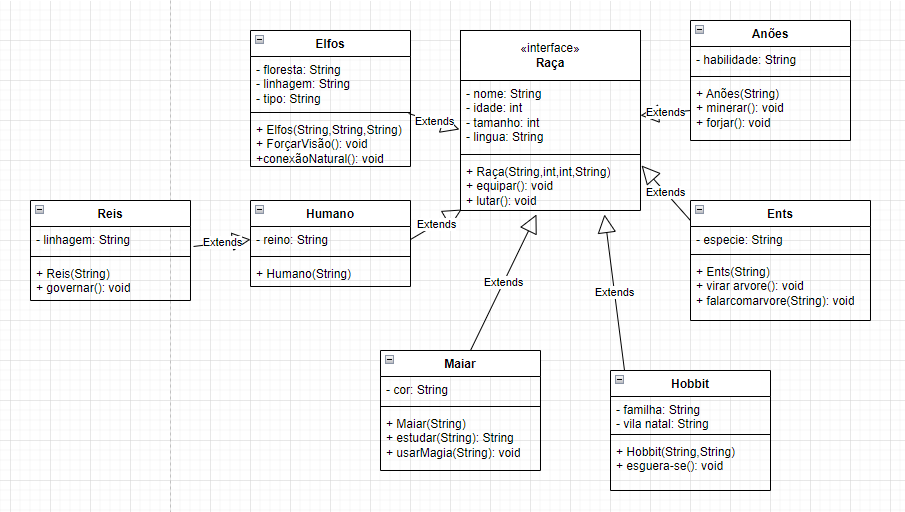 Elfos
- floresta: String
- linhagem: String
- tipo: String
+ Elfos(String,String,String)
+ ForçarVisão(): void
+conexãoNatural(): void
Extends
«interface»
Raça
- nome: String
- idade: int
- tamanho: int
- lingua: String
+ Raça(String,int,int,String)
+ equipar(): void
+ lutar(): void
Extends
Anões
- habilidade: String
+ Anões(String)
+ minerar(): void
+ forjar(): void
Extends
Reis
- linhagem: String
+ Reis(String)
+ governar(): void
Extends
Humano
- reino: String
+ Humano(String)
Extends
Ents
- especie: String
+ Ents(String)
+ virar arvore(): void
+ falarcomarvore(String): void
Extends
Extends
Maiar
- cor: String
+ Maiar(String)
+ estudar(String): String
+ usarMagia(String): void
Hobbit
- familha: String
- vila natal: String
+ Hobbit(String,String)
+ esguera-se(): void